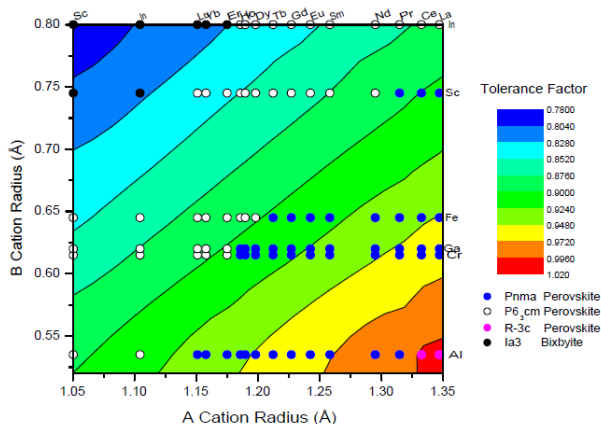 Sc In Lu Yb Er Ho Dy Tb Gd Eu Sm Nd Pr Ce La
0.80 In
0.75 Sc
0.70
0.65 Fe
Ga
0.60 Cr
0.55 Al
1.05 1.10 1.15 1.20 1.25 1.30 1.35
A Cation Radius (Å)
B Cation Radius (Å)
Tolerance Factor
0.7800
0.8040
0.8280
0.8520
0.8760
0.9000
0.9240
0.9480
0.9720
0.9960
1.020
Pnma Perovskite
P6₃cm Perovskite
R-3c Perovskite
Ia3 Bixbyite